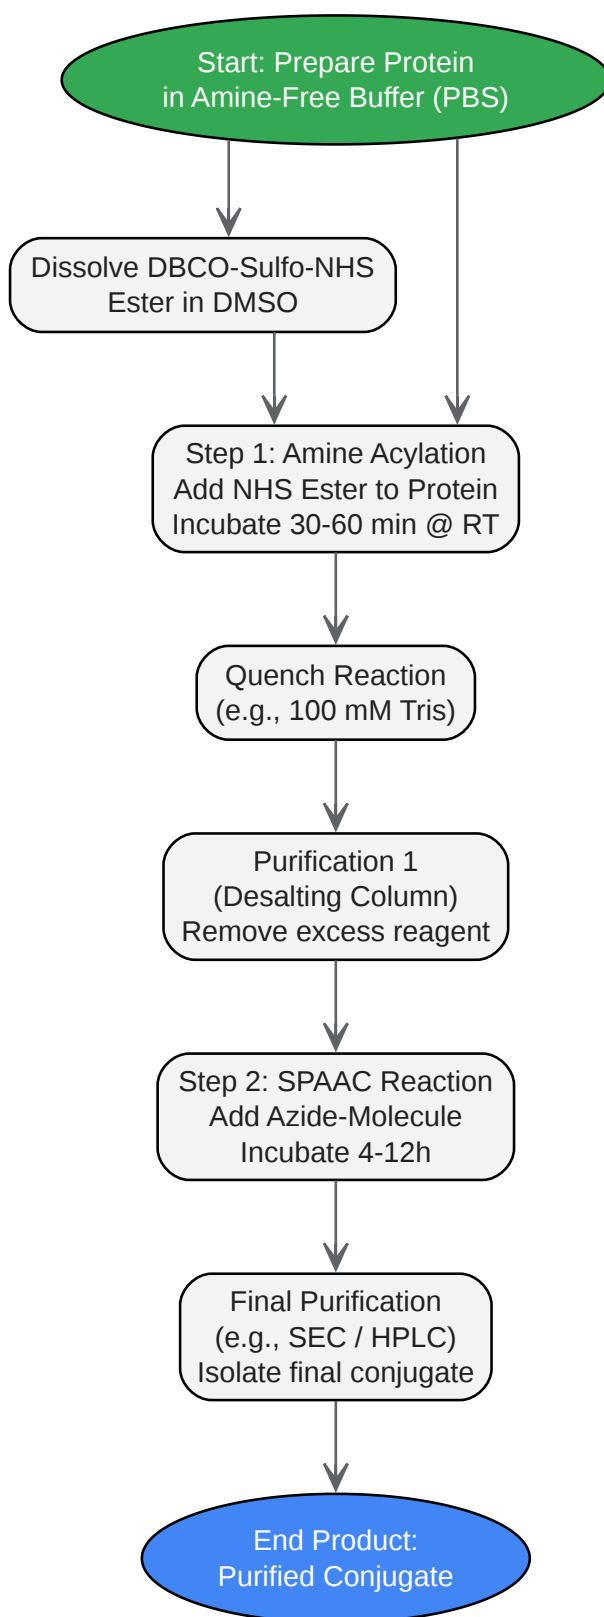 Start: Prepare Protein
in Amine-Free Buffer (PBS)
Dissolve DBCO-Sulfo-NHS
Ester in DMSO
Step 1: Amine Acylation
Add NHS Ester to Protein
Incubate 30-60 min @ RT
Quench Reaction
(e.g., 100 mM Tris)
Purification 1
(Desalting Column)
Remove excess reagent
Step 2: SPAAC Reaction
Add Azide-Molecule
Incubate 4-12h
Final Purification
(e.g., SEC / HPLC)
Isolate final conjugate
End Product:
Purified Conjugate